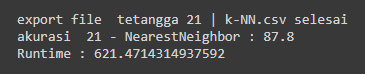 export file  tetangga 21 | k-NN.csv selesai
akurasi  21 - NearestNeighbor : 87.8
Runtime : 621.4714314937592